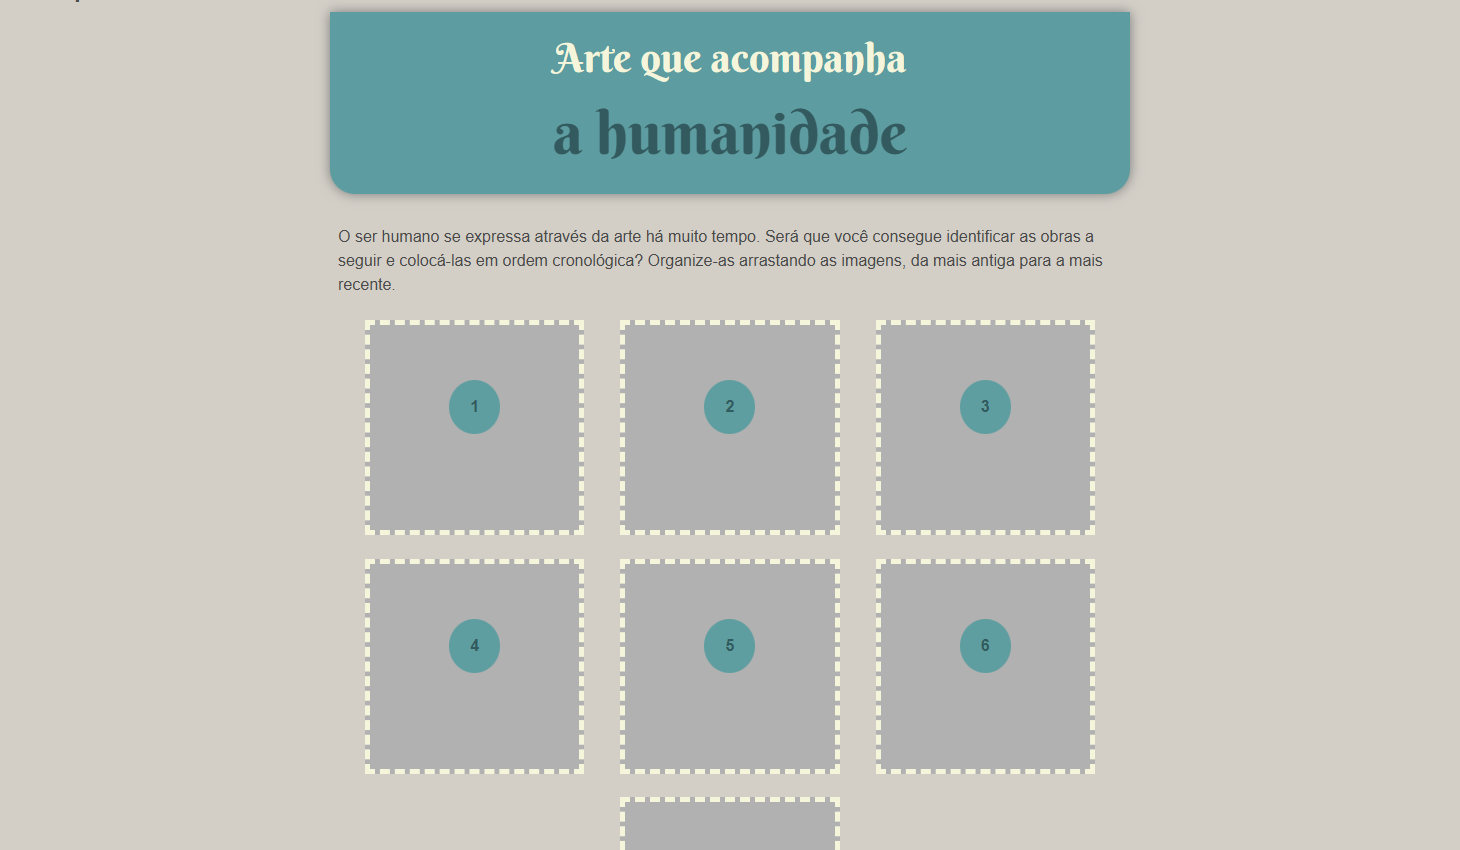 Arte que acompanha
a humanidade
O ser humano se expressa através da arte há muito tempo. Será que você consegue identificar as obras a
seguir e colocá-las em ordem cronológica? Organize-as arrastando as imagens, da mais antiga para a mais
recente.
1
2
3
4
5
6